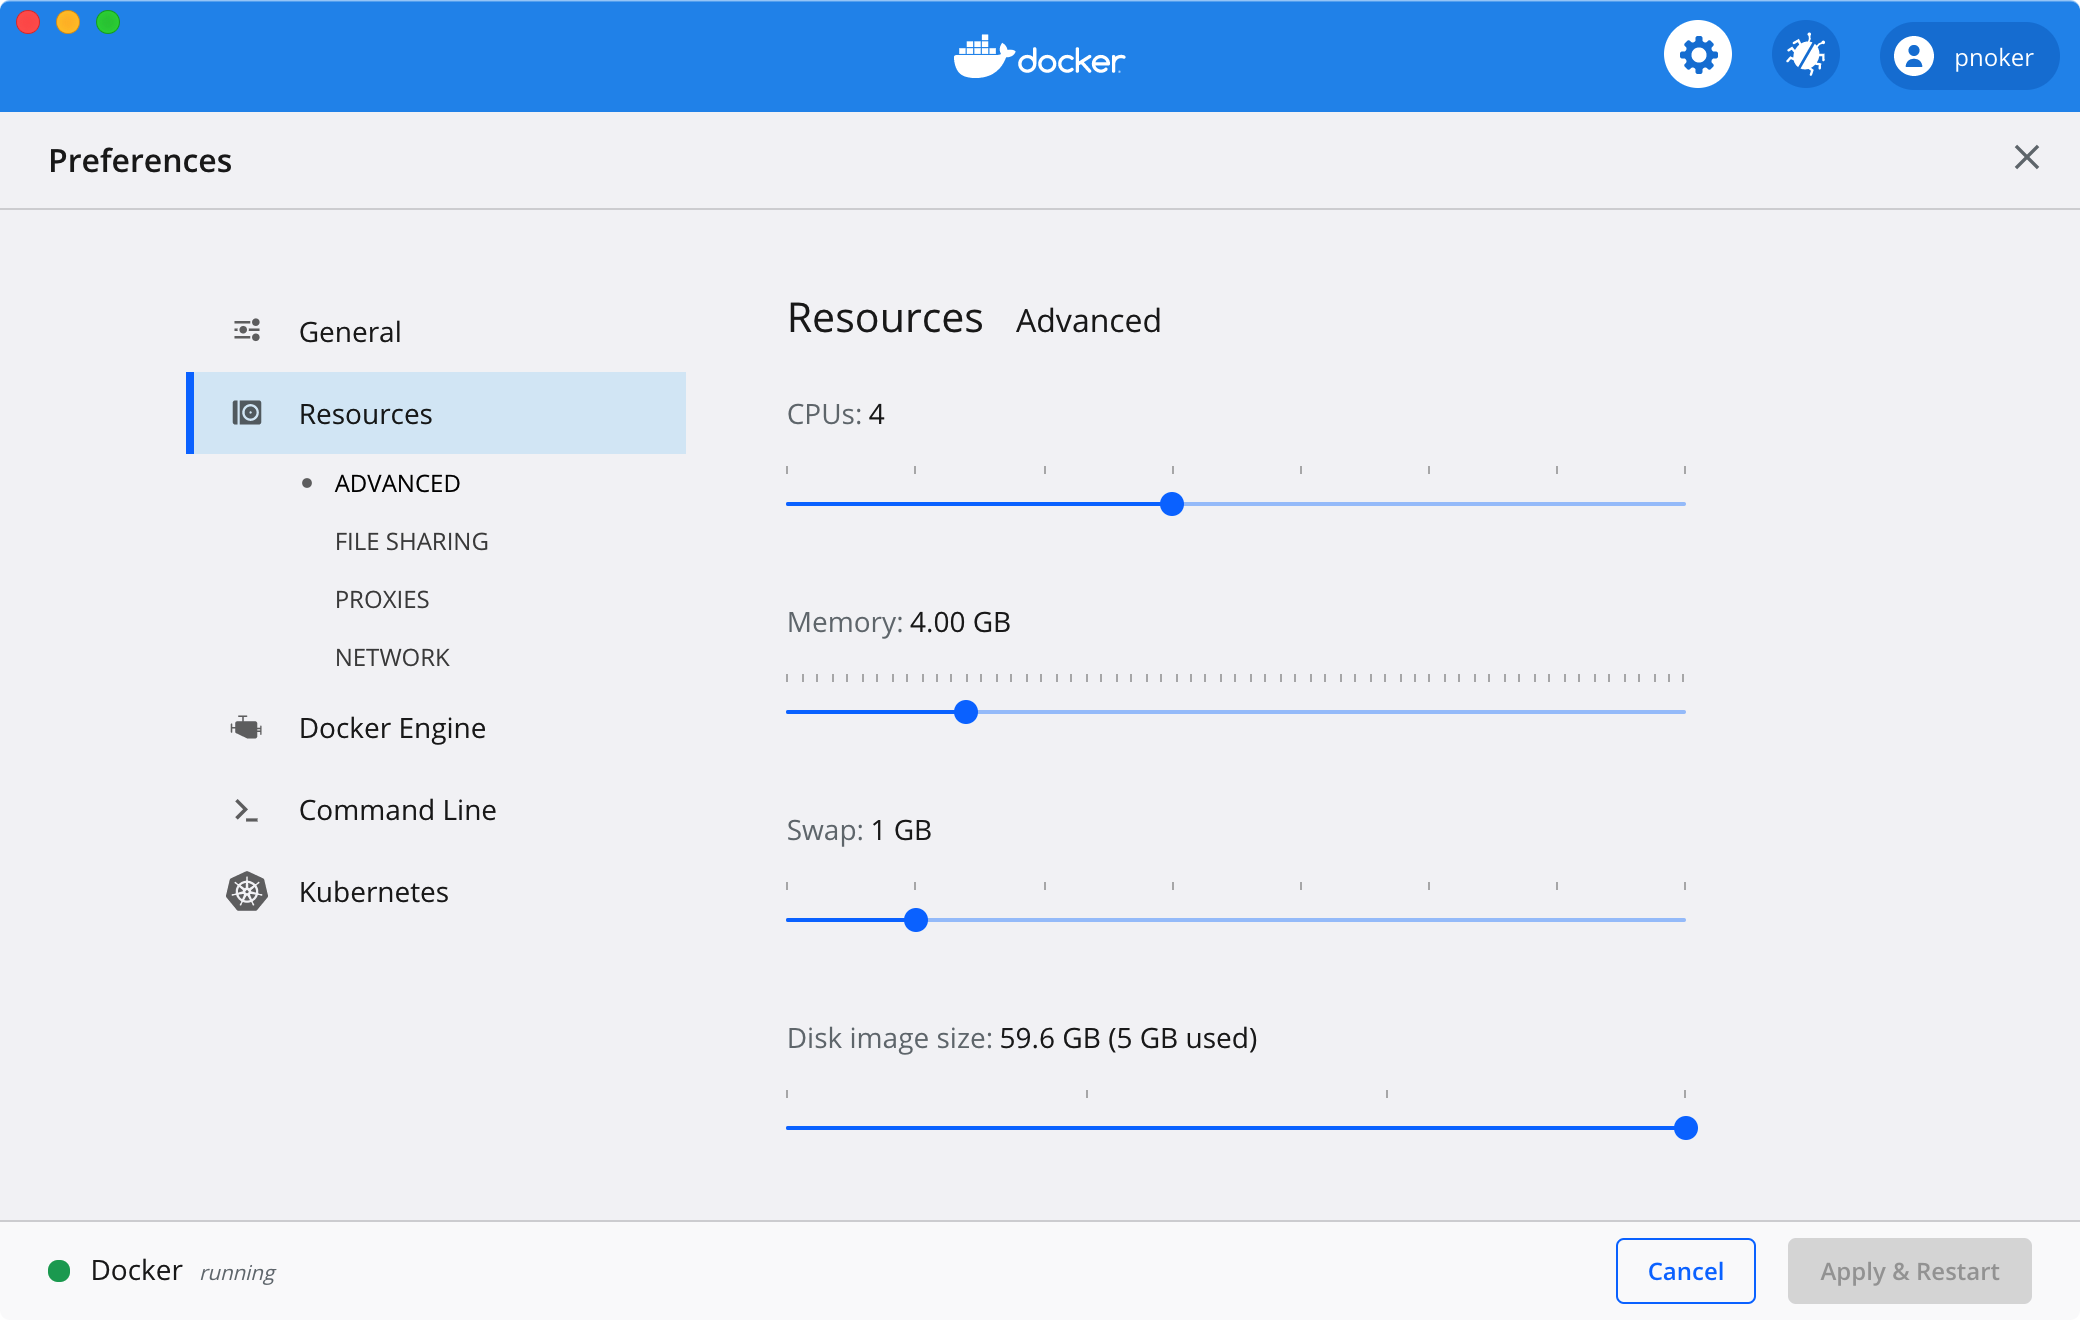 docker
pnoker
Preferences
General
Resources
ADVANCED
FILE SHARING
PROXIES
NETWORK
Docker Engine
Command Line
Kubernetes
Resources Advanced
CPUs: 4
Memory: 4.00 GB
Swap: 1 GB
Disk image size: 59.6 GB (5 GB used)
Docker running
Cancel
Apply & Restart